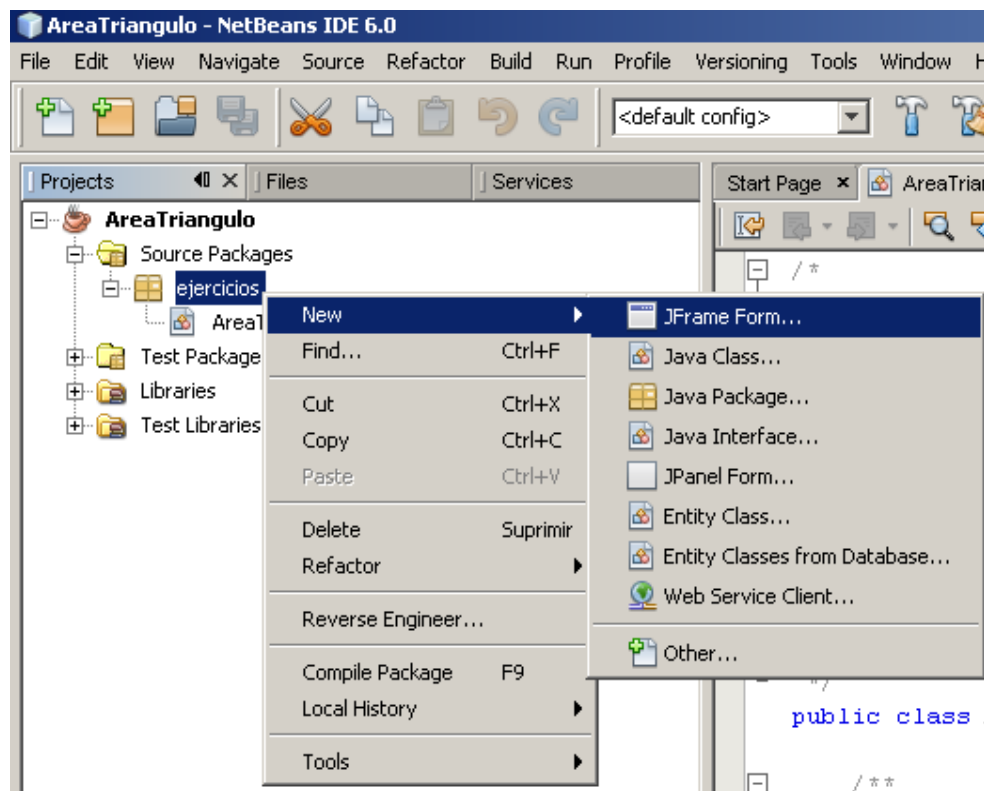 AreaTriangulo - NetBeans IDE 6.0
File Edit View Navigate Source Refactor Build Run Profile Versioning Tools Window H
<default config>
Projects Files Services
Start Page AreaTrian
AreaTriangulo
Source Packages
ejercicios
AreaT
Test Package
Libraries
Test Libraries
New
Find... Ctrl+F
Cut Ctrl+X
Copy Ctrl+C
Paste Ctrl+V
Delete Suprimir
Refactor
Reverse Engineer...
Compile Package F9
Local History
Tools
JFrame Form...
Java Class...
Java Package...
Java Interface...
JPanel Form...
Entity Class...
Entity Classes from Database...
Web Service Client...
Other...
/*
*/
public class
/**